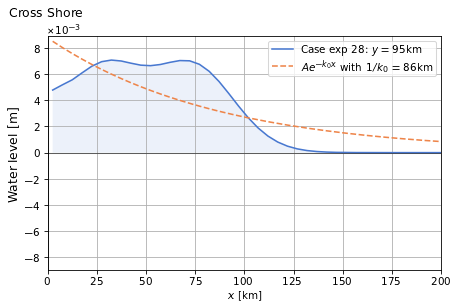 Cross Shore
×10⁻³
8
6
4
2
0
−2
−4
−6
−8
Water level [m]
0 25 50 75 100 125 150 175 200
x [km]
Case exp 28: y = 95km
Ae^{-k₀x} with 1/k₀ = 86km